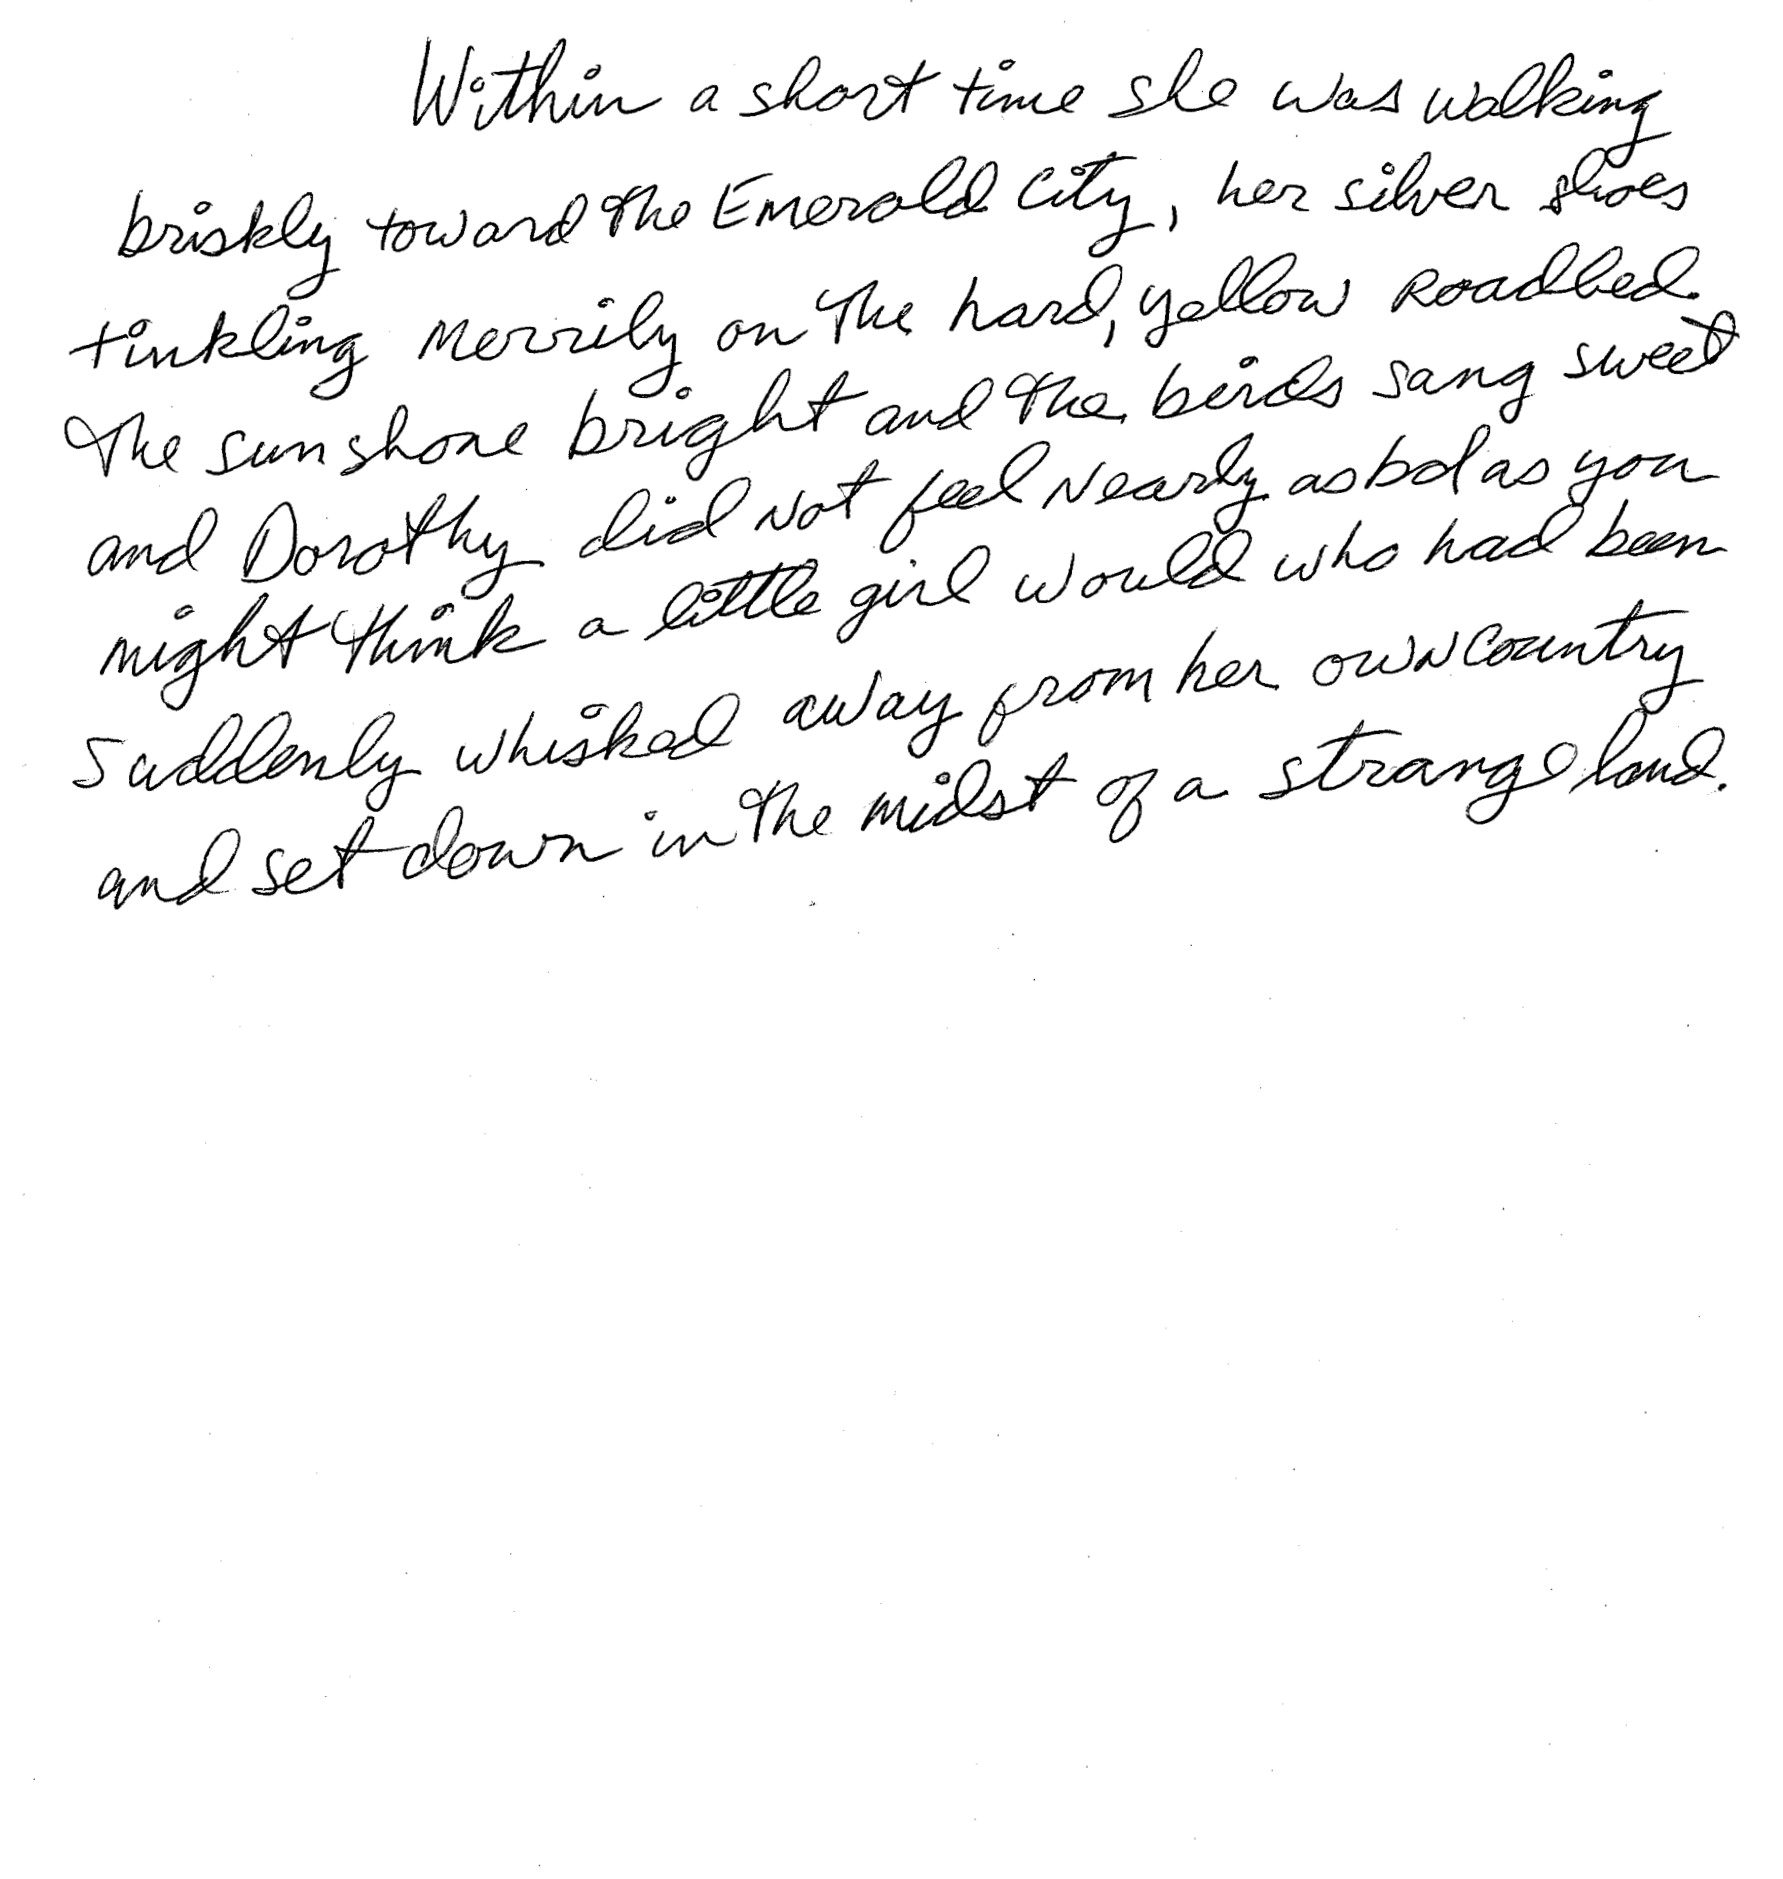 Within a short time she was walking
briskly toward the Emerald City, her silver shoes
tinkling merrily on the hard, yellow roadbed.
The sun shone bright and the birds sang sweet
and Dorothy did not feel nearly as bad as you
might think a little girl would who had been
suddenly whisked away from her own country
and set down in the midst of a strange land.